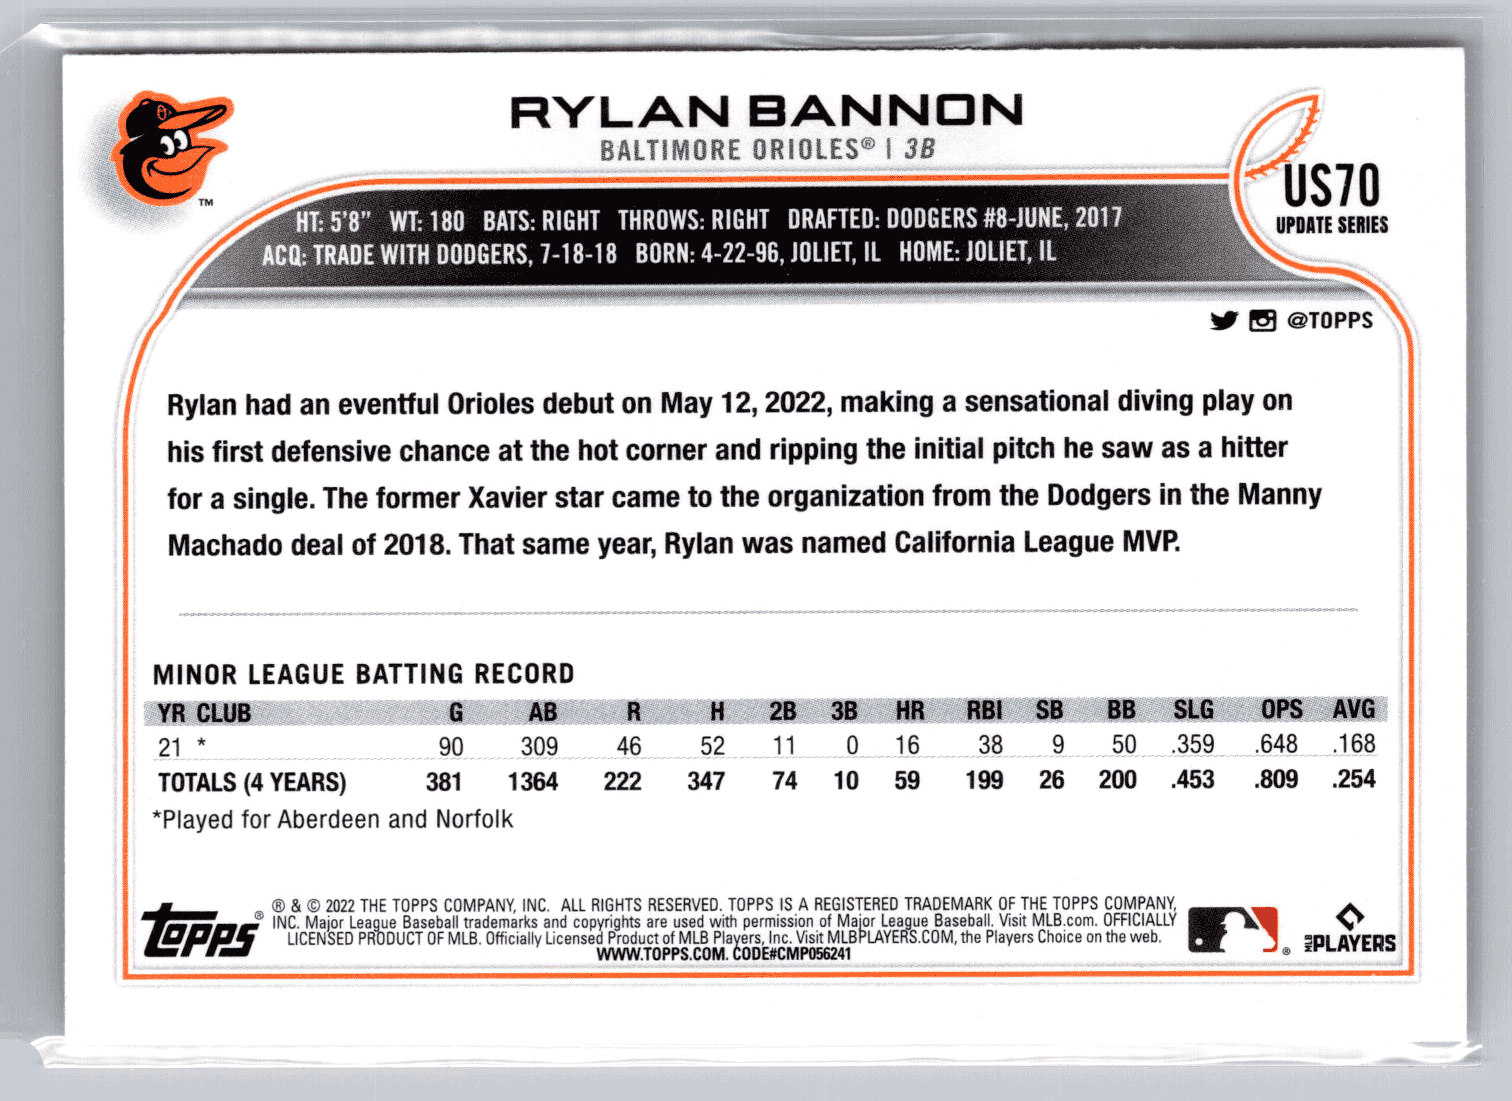 RYLAN BANNON
BALTIMORE ORIOLES® | 3B
US70
UPDATE SERIES
TM
HT: 5'8" WT: 180 BATS: RIGHT THROWS: RIGHT DRAFTED: DODGERS #8-JUNE, 2017
ACQ: TRADE WITH DODGERS, 7-18-18 BORN: 4-22-96, JOLIET, IL HOME: JOLIET, IL
@TOPPS
Rylan had an eventful Orioles debut on May 12, 2022, making a sensational diving play on
his first defensive chance at the hot corner and ripping the initial pitch he saw as a hitter
for a single. The former Xavier star came to the organization from the Dodgers in the Manny
Machado deal of 2018. That same year, Rylan was named California League MVP.
MINOR LEAGUE BATTING RECORD
YR CLUB G AB R H 2B 3B HR RBI SB BB SLG OPS AVG
21 * 90 309 46 52 11 0 16 38 9 50 .359 .648 .168
TOTALS (4 YEARS) 381 1364 222 347 74 10 59 199 26 200 .453 .809 .254
*Played for Aberdeen and Norfolk
TOPPS®
® & © 2022 THE TOPPS COMPANY, INC. ALL RIGHTS RESERVED. TOPPS IS A REGISTERED TRADEMARK OF THE TOPPS COMPANY,
INC. Major League Baseball trademarks and copyrights are used with permission of Major League Baseball. Visit MLB.com. OFFICIALLY
LICENSED PRODUCT OF MLB. Officially Licensed Product of MLB Players, Inc. Visit MLBPLAYERS.COM, the Players Choice on the web.
WWW.TOPPS.COM. CODE#CMP056241
®
MLB PLAYERS